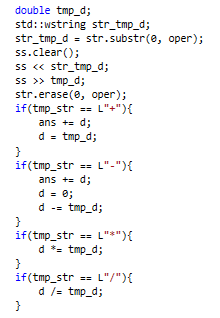 double tmp_d;
std::wstring str_tmp_d;
str_tmp_d = str.substr(0, oper);
ss.clear();
ss << str_tmp_d;
ss >> tmp_d;
str.erase(0, oper);
if(tmp_str == L"+"){
    ans += d;
    d = tmp_d;
}
if(tmp_str == L"-"){
    ans += d;
    d = 0;
    d -= tmp_d;
}
if(tmp_str == L"*"){
    d *= tmp_d;
}
if(tmp_str == L"/"){
    d /= tmp_d;
}